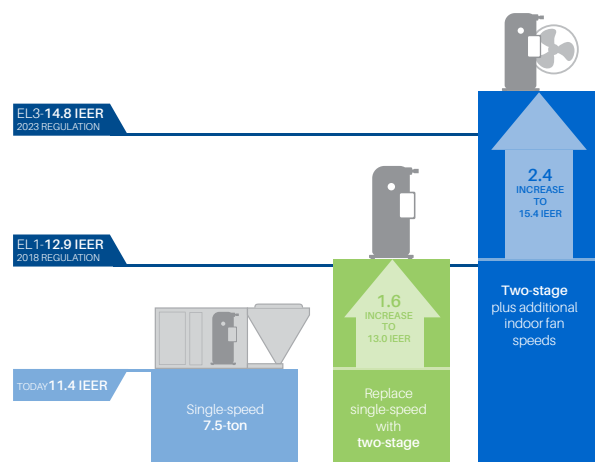 EL3-14.8 IEER
2023 REGULATION
2.4
INCREASE
TO
15.4 IEER
EL1-12.9 IEER
2018 REGULATION
Two-stage
plus additional
indoor fan
speeds
1.6
INCREASE
TO
13.0 IEER
TODAY 11.4 IEER
Single-speed
7.5-ton
Replace
single-speed
with
two-stage